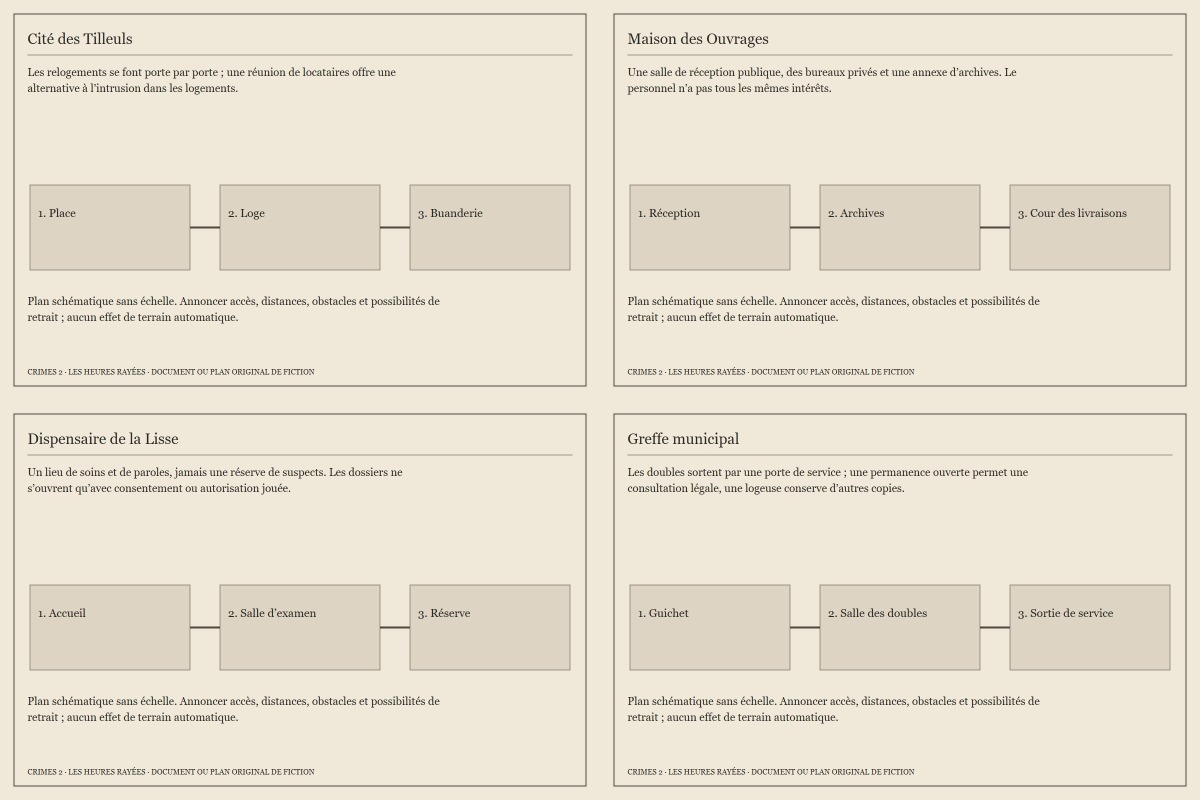 Cité des Tilleuls
Les relogements se font porte par porte ; une réunion de locataires offre une
alternative à l’intrusion dans les logements.
1. Place
2. Loge
3. Buanderie
Plan schématique sans échelle. Annoncer accès, distances, obstacles et possibilités de
retrait ; aucun effet de terrain automatique.
CRIMES 2 · LES HEURES RAYÉES · DOCUMENT OU PLAN ORIGINAL DE FICTION
Maison des Ouvrages
Une salle de réception publique, des bureaux privés et une annexe d’archives. Le
personnel n’a pas tous les mêmes intérêts.
1. Réception
2. Archives
3. Cour des livraisons
Plan schématique sans échelle. Annoncer accès, distances, obstacles et possibilités de
retrait ; aucun effet de terrain automatique.
CRIMES 2 · LES HEURES RAYÉES · DOCUMENT OU PLAN ORIGINAL DE FICTION
Dispensaire de la Lisse
Un lieu de soins et de paroles, jamais une réserve de suspects. Les dossiers ne
s’ouvrent qu’avec consentement ou autorisation jouée.
1. Accueil
2. Salle d’examen
3. Réserve
Plan schématique sans échelle. Annoncer accès, distances, obstacles et possibilités de
retrait ; aucun effet de terrain automatique.
CRIMES 2 · LES HEURES RAYÉES · DOCUMENT OU PLAN ORIGINAL DE FICTION
Greffe municipal
Les doubles sortent par une porte de service ; une permanence ouverte permet une
consultation légale, une logeuse conserve d’autres copies.
1. Guichet
2. Salle des doubles
3. Sortie de service
Plan schématique sans échelle. Annoncer accès, distances, obstacles et possibilités de
retrait ; aucun effet de terrain automatique.
CRIMES 2 · LES HEURES RAYÉES · DOCUMENT OU PLAN ORIGINAL DE FICTION